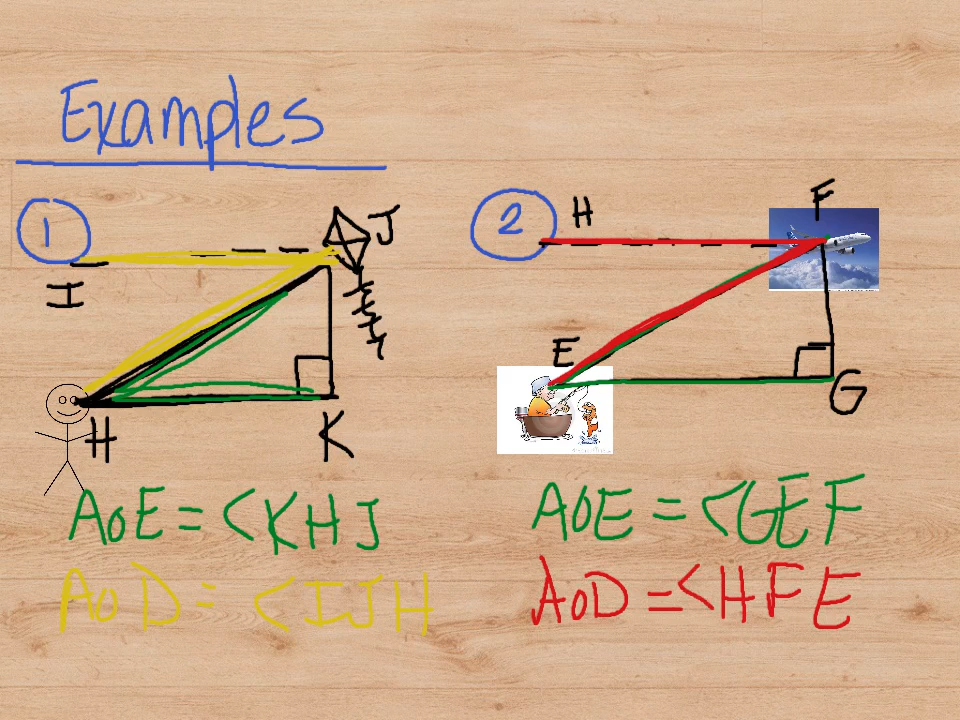 Examples
1
2
H
F
J
I
E
H
K
G
AoE = <KHJ
AoE = <GEF
AoD = <IJH
AoD = <HFE